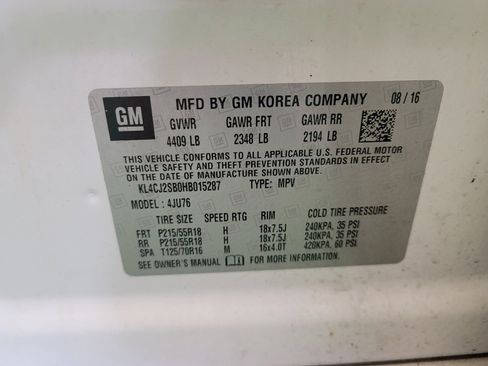 GM
MFD BY GM KOREA COMPANY 08/16
GVWR GAWR FRT GAWR RR
4409 LB 2348 LB 2194 LB
THIS VEHICLE CONFORMS TO ALL APPLICABLE U.S. FEDERAL MOTOR
VEHICLE SAFETY AND THEFT PREVENTION STANDARDS IN EFFECT
ON THE DATE OF MANUFACTURE SHOWN ABOVE.
KL4CJ2SB0HB015287 TYPE: MPV
MODEL: 4JU76
TIRE SIZE SPEED RTG RIM COLD TIRE PRESSURE
FRT P215/55R18 H 18x7.5J 240KPA, 35 PSI
RR P215/55R18 H 18x7.5J 240KPA, 35 PSI
SPA T125/70R16 M 16x4.0T 420KPA, 60 PSI
SEE OWNER'S MANUAL FOR MORE INFORMATION.